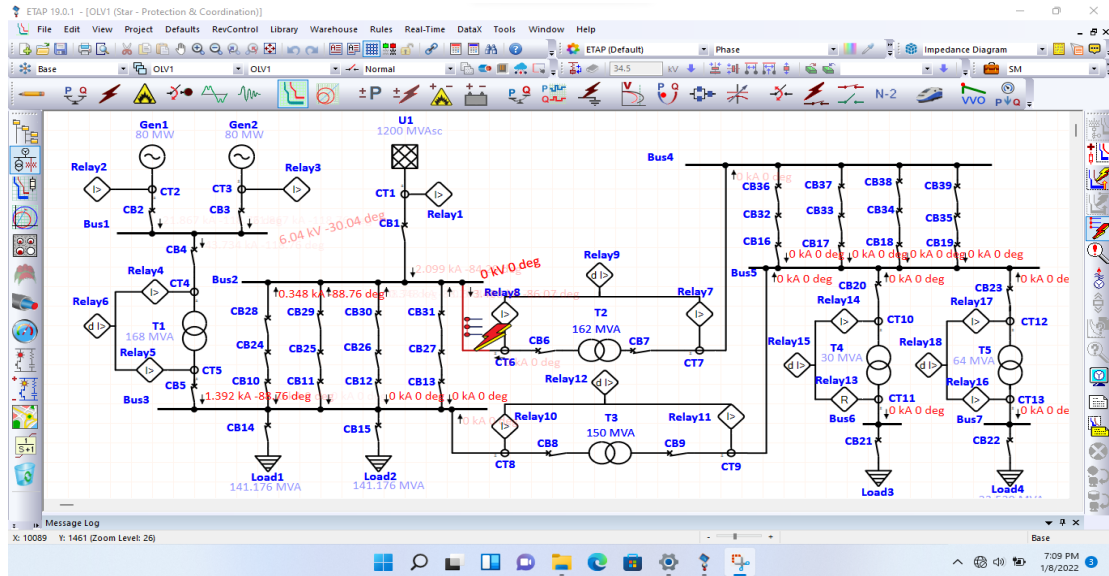 ETAP 19.0.1 - [OLV1 (Star - Protection & Coordination)]
File Edit View Project Defaults RevControl Library Warehouse Rules Real-Time DataX Tools Window Help
ETAP (Default) Phase Impedance Diagram
Base OLV1 OLV1 Normal 34.5 kV SM
N-2 VVO
Gen1 Gen2 U1
80 MW 80 MW 1200 MVAsc
Bus4
Relay2 Relay3 CT1 Relay1
CT2 CT3
CB2 CB3 CB1
Bus1
6.04 kV -30.04 deg
0 kA 0 deg
CB36 CB37 CB38 CB39
CB32 CB33 CB34 CB35
CB16 CB17 CB18 CB19
0 kA 0 deg 0 kA 0 deg 0 kA 0 deg 0 kA 0 deg
CB4
Relay4 CT4
Relay6
T1
168 MVA
Relay5 CT5
CB5
Bus2
2.099 kA
0 kV 0 deg
0.348 kA -88.76 deg
Relay9
Relay8 Relay7
T2
162 MVA
CB6 CB7
CT6 CT7
kA 0 deg
Bus5
0 kA 0 deg 0 kA 0 deg 0 kA 0 de
CB20 CB23
Relay14 Relay17
CT10 CT12
Relay15 T4 Relay18 T5
30 MVA 64 MVA
Relay13 Relay16
CT11 CT13
0 kA 0 deg 0 kA 0 de
Bus6 Bus7
CB21 CB22
Load3 Load4
CB28 CB29 CB30 CB31
CB24 CB25 CB26 CB27
CB10 CB11 CB12 CB13
1.392 kA -88.76 deg 0 kA 0 deg 0 kA 0 deg
Bus3
CB14 CB15
Load1 Load2
141.176 MVA 141.176 MVA
Relay12
Relay10 Relay11
T3
150 MVA
CB8 CB9
CT8 CT9
Message Log
X: 10089 Y: 1461 (Zoom Level: 26) Base
7:09 PM
1/8/2022 3